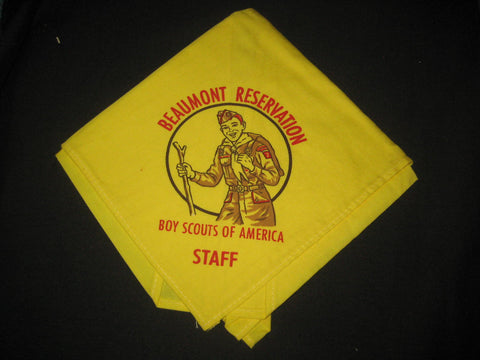 BEAUMONT RESERVATION
BOY SCOUTS OF AMERICA
STAFF